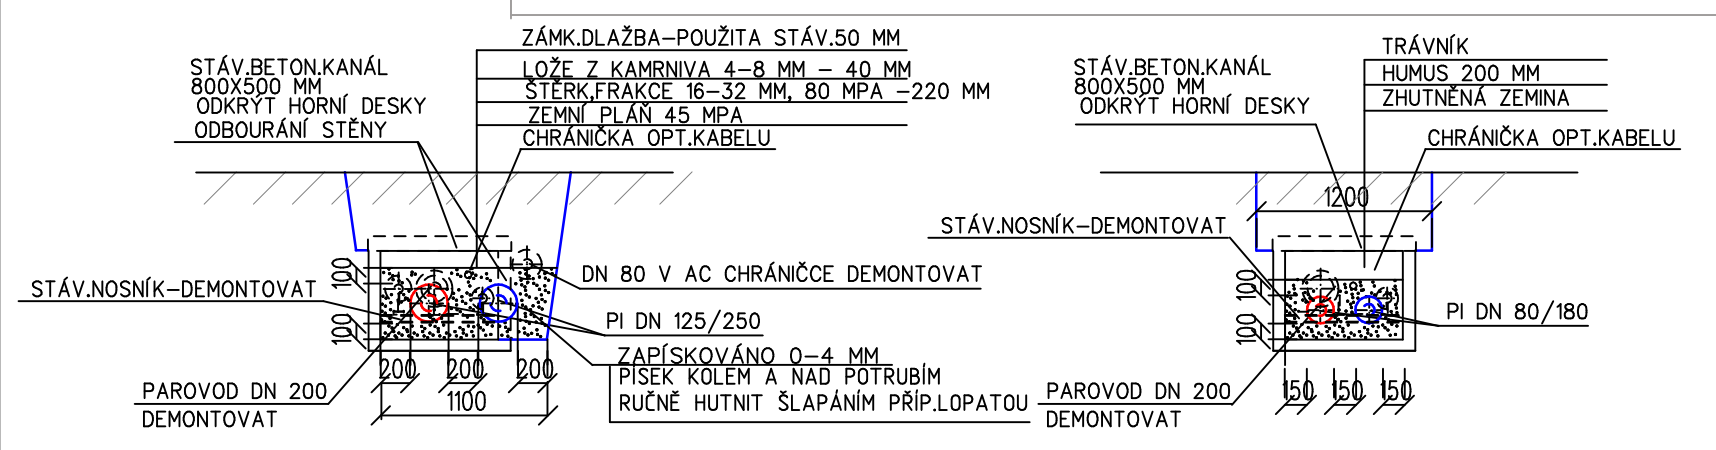 ZÁMK.DLAŽBA-POUŽITA STÁV.50 MM
LOŽE Z KAMRNIVA 4-8 MM - 40 MM
ŠTĚRK,FRAKCE 16-32 MM, 80 MPA -220 MM
ZEMNÍ PLÁŇ 45 MPA
CHRÁNIČKA OPT.KABELU
STÁV.BETON.KANÁL
800X500 MM
ODKRÝT HORNÍ DESKY
ODBOURÁNÍ STĚNY
DN 80 V AC CHRÁNIČCE DEMONTOVAT
STÁV.NOSNÍK-DEMONTOVAT
100
100
PI DN 125/250
ZAPÍSKOVÁNO 0-4 MM
PÍSEK KOLEM A NAD POTRUBÍM
RUČNĚ HUTNIT ŠLAPÁNÍM PŘÍP.LOPATOU
200
200
200
1100
PAROVOD DN 200
DEMONTOVAT
TRÁVNÍK
HUMUS 200 MM
ZHUTNĚNÁ ZEMINA
CHRÁNIČKA OPT.KABELU
STÁV.BETON.KANÁL
800X500 MM
ODKRÝT HORNÍ DESKY
1200
STÁV.NOSNÍK-DEMONTOVAT
100
100
PI DN 80/180
150
150
150
PAROVOD DN 200
DEMONTOVAT